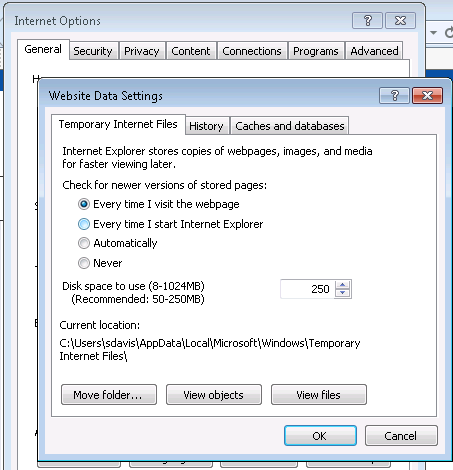 Internet Options
General Security Privacy Content Connections Programs Advanced
Website Data Settings
Temporary Internet Files History Caches and databases
Internet Explorer stores copies of webpages, images, and media
for faster viewing later.
Check for newer versions of stored pages:
Every time I visit the webpage
Every time I start Internet Explorer
Automatically
Never
Disk space to use (8-1024MB) 250
(Recommended: 50-250MB)
Current location:
C:\Users\sdavis\AppData\Local\Microsoft\Windows\Temporary
Internet Files\
Move folder... View objects View files
OK Cancel